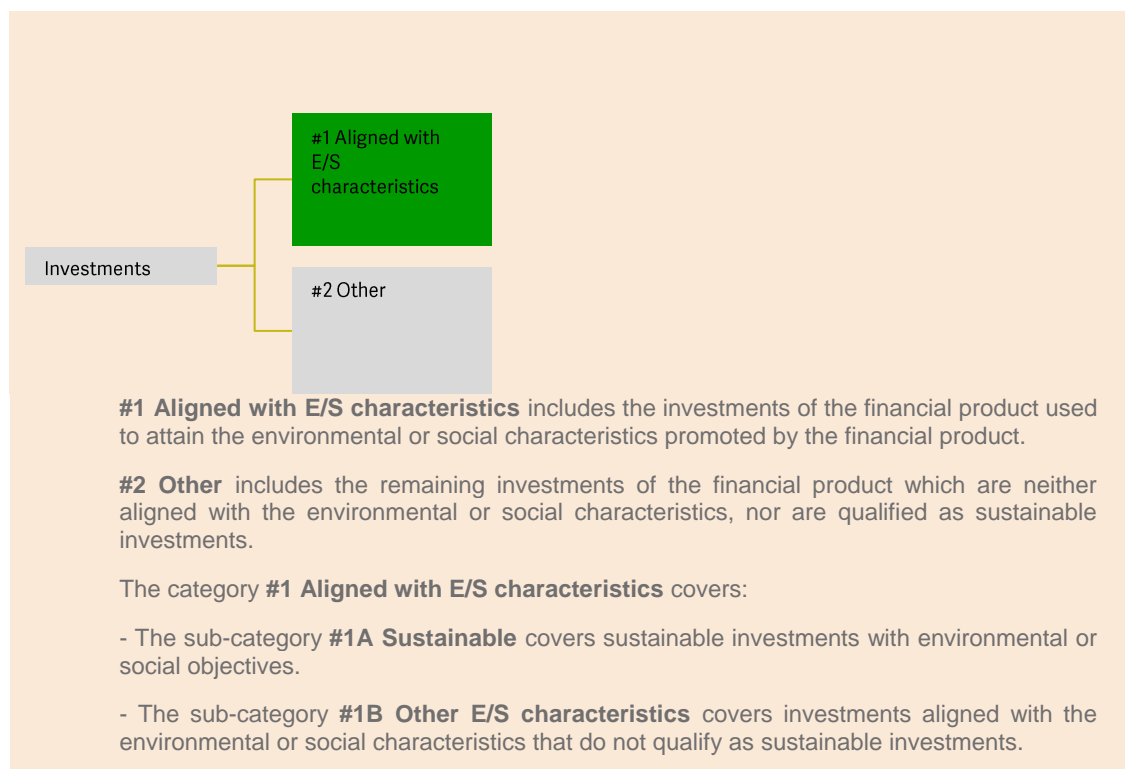 #1 Aligned with
E/S
characteristics
Investments
#2 Other
#1 Aligned with E/S characteristics includes the investments of the financial product used
to attain the environmental or social characteristics promoted by the financial product.
#2 Other includes the remaining investments of the financial product which are neither
aligned with the environmental or social characteristics, nor are qualified as sustainable
investments.
The category #1 Aligned with E/S characteristics covers:
- The sub-category #1A Sustainable covers sustainable investments with environmental or
social objectives.
- The sub-category #1B Other E/S characteristics covers investments aligned with the
environmental or social characteristics that do not qualify as sustainable investments.